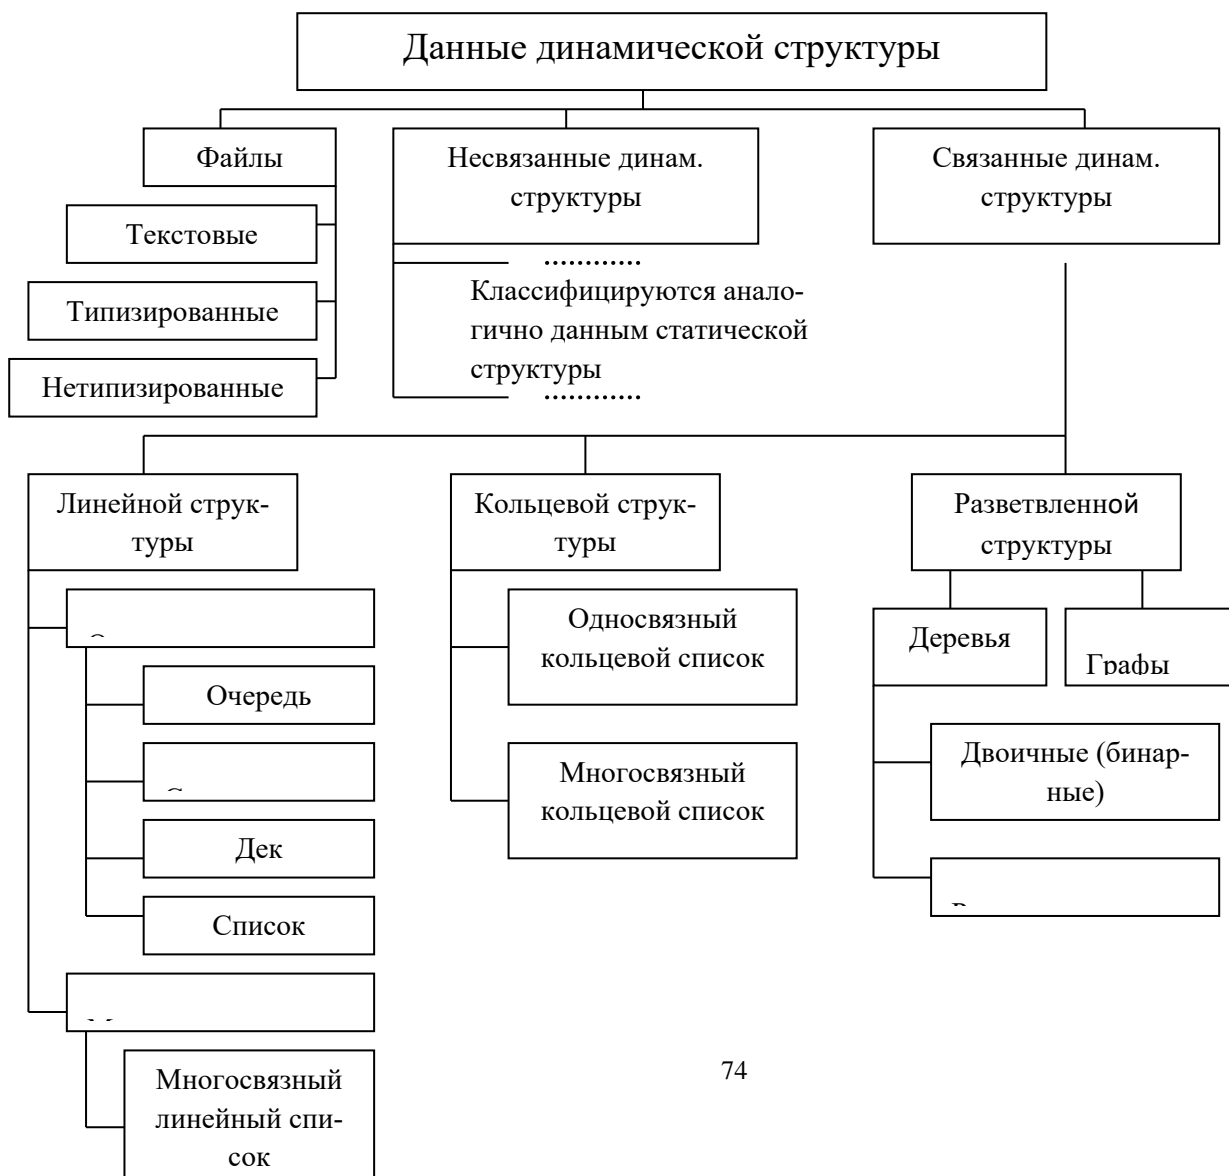 Данные динамической структуры
Файлы
Текстовые
Типизированные
Нетипизированные
Несвязанные динам.
структуры
............
Классифицируются анало-
гично данным статической
структуры
............
Связанные динам.
структуры
Линейной струк-
туры
Очередь
Дек
Список
Многосвязный
линейный спи-
сок
Кольцевой струк-
туры
Односвязный
кольцевой список
Многосвязный
кольцевой список
Разветвленной
структуры
Деревья
Графы
Двоичные (бинар-
ные)
74